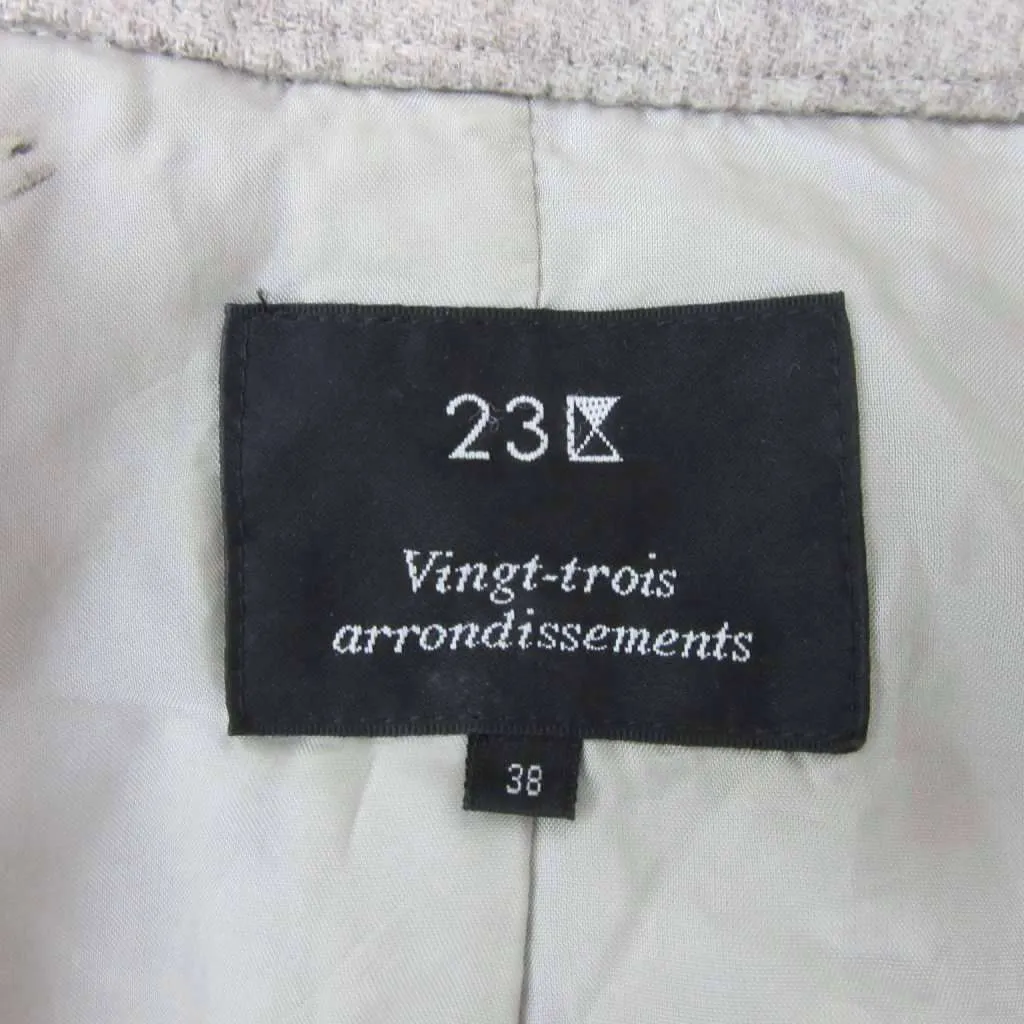 23区
Vingt-trois
arrondissements
38